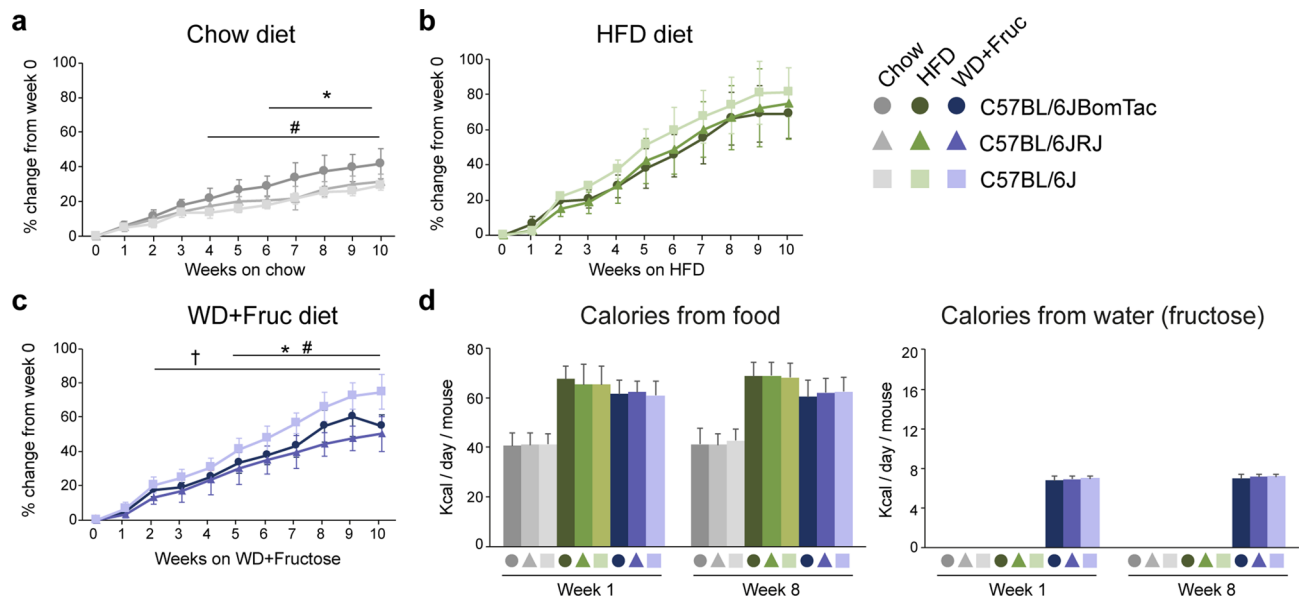 a
Chow diet
% change from week 0
100
80
60
40
20
0
*
#
0 1 2 3 4 5 6 7 8 9 10
Weeks on chow
b
HFD diet
% change from week 0
100
80
60
40
20
0
0 1 2 3 4 5 6 7 8 9 10
Weeks on HFD
Chow
HFD
WD+Fruc
C57BL/6JBomTac
C57BL/6JRJ
C57BL/6J
c
WD+Fruc diet
% change from week 0
100
80
60
40
20
0
† * #
0 1 2 3 4 5 6 7 8 9 10
Weeks on WD+Fructose
d
Calories from food
Kcal / day / mouse
80
60
40
60
0
Week 1
Week 8
Calories from water (fructose)
Kcal / day / mouse
20
16
12
8
4
0
Week 1
Week 8